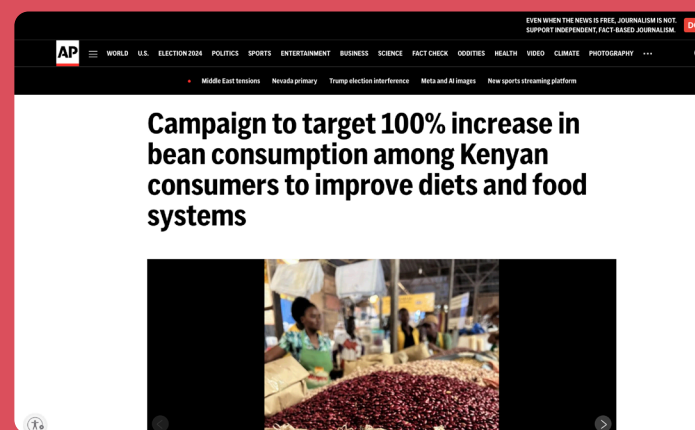 EVEN WHEN THE NEWS IS FREE, JOURNALISM IS NOT.
SUPPORT INDEPENDENT, FACT-BASED JOURNALISM.
AP
WORLD U.S. ELECTION 2024 POLITICS SPORTS ENTERTAINMENT BUSINESS SCIENCE FACT CHECK ODDITIES HEALTH VIDEO CLIMATE PHOTOGRAPHY
Middle East tensions Nevada primary Trump election interference Meta and AI images New sports streaming platform
Campaign to target 100% increase in
bean consumption among Kenyan
consumers to improve diets and food
systems